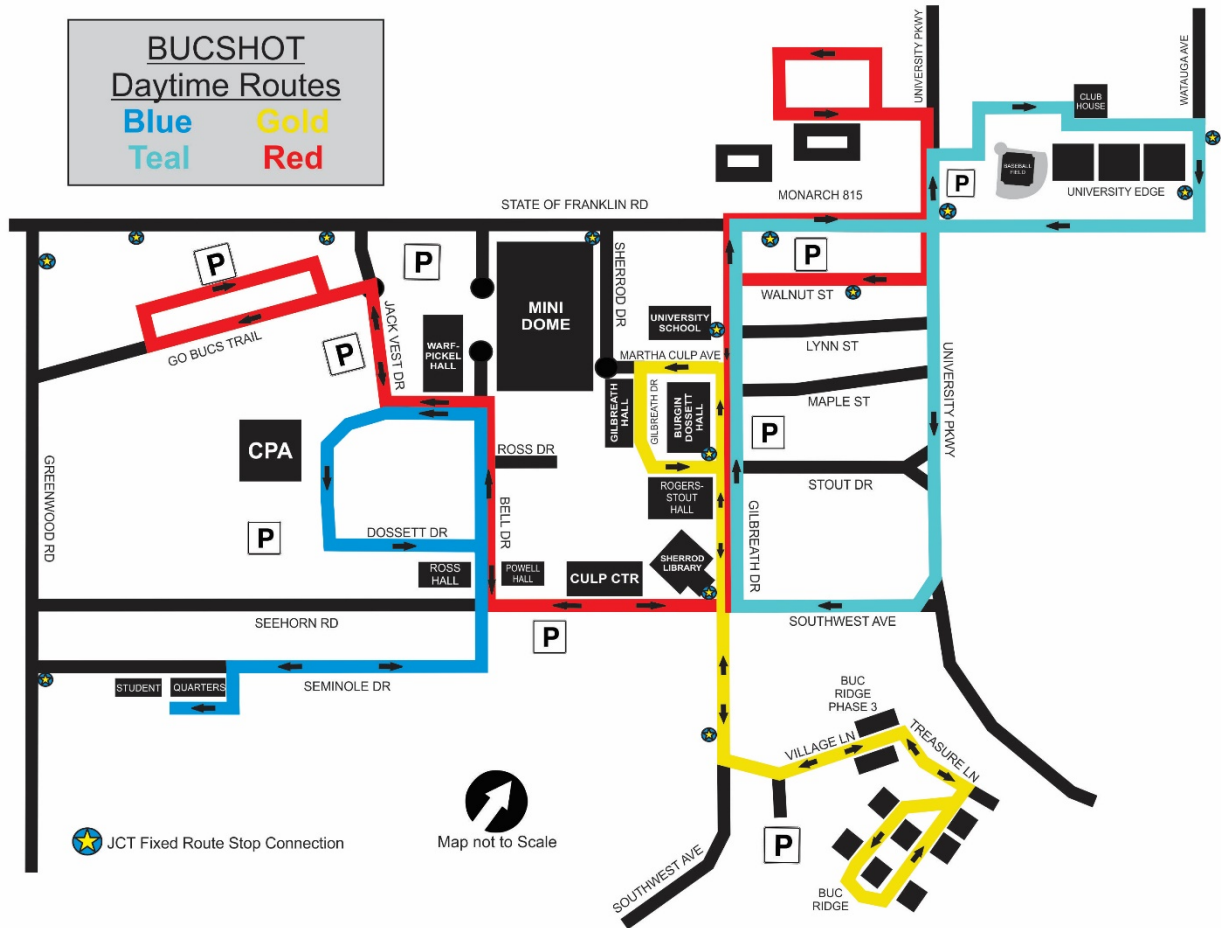 BUCSHOT
Daytime Routes
Blue Gold
Teal Red
UNIVERSITY PKWY
WATAUGA AVE
CLUB
HOUSE
P
BASEBALL
FIELD
UNIVERSITY EDGE
MONARCH 815
STATE OF FRANKLIN RD
P
P
P
SHERROD DR
MINI
DOME
WALNUT ST
UNIVERSITY
SCHOOL
LYNN ST
GO BUCS TRAIL
P
JACK VEST DR
WARF-
PICKEL
HALL
MARTHA CULP AVE
GILBREATH
HALL
GILBREATH DR
BURGIN
DOSSETT
HALL
MAPLE ST
UNIVERSITY PKWY
P
CPA
ROSS DR
STOUT DR
ROGERS-
STOUT
HALL
GREENWOOD RD
BELL DR
GILBREATH DR
P
DOSSETT DR
ROSS
HALL
POWELL
HALL
CULP CTR
SHERROD
LIBRARY
SEEHORN RD
P
SOUTHWEST AVE
STUDENT QUARTERS
SEMINOLE DR
BUC
RIDGE
PHASE 3
VILLAGE LN
TREASURE LN
JCT Fixed Route Stop Connection
Map not to Scale
P
SOUTHWEST AVE
BUC
RIDGE